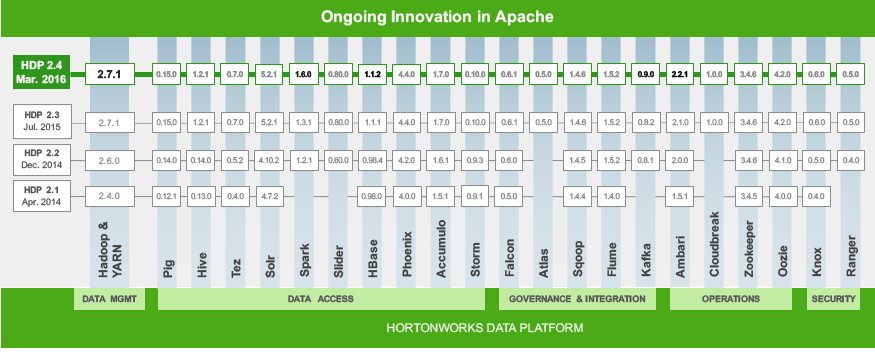 Ongoing Innovation in Apache
HDP 2.4
Mar. 2016
2.7.1 0.15.0 1.2.1 0.7.0 5.2.1 1.6.0 0.80.0 1.1.2 4.4.0 1.7.0 0.10.0 0.6.1 0.5.0 1.4.6 1.5.2 0.9.0 2.2.1 1.0.0 3.4.6 4.2.0 0.6.0 0.5.0
HDP 2.3
Jul. 2015
2.7.1 0.15.0 1.2.1 0.7.0 5.2.1 1.3.1 0.80.0 1.1.1 4.4.0 1.7.0 0.10.0 0.6.1 0.5.0 1.4.6 1.5.2 0.8.2 2.1.0 1.0.0 3.4.6 4.2.0 0.6.0 0.5.0
HDP 2.2
Dec. 2014
2.6.0 0.14.0 0.14.0 0.5.2 4.10.2 1.2.1 0.60.0 0.98.4 4.2.0 1.6.1 0.9.3 0.6.0 1.4.5 1.5.2 0.8.1 2.0.0 3.4.6 4.1.0 0.5.0 0.4.0
HDP 2.1
Apr. 2014
2.4.0 0.12.1 0.13.0 0.4.0 4.7.2 0.98.0 4.0.0 1.5.1 0.9.1 0.5.0 1.4.4 1.4.0 1.5.1 3.4.5 4.0.0 0.4.0
Hadoop &
YARN
Pig
Hive
Tez
Solr
Spark
Slider
HBase
Phoenix
Accumulo
Storm
Falcon
Atlas
Sqoop
Flume
Kafka
Ambari
Cloudbreak
Zookeeper
Oozie
Knox
Ranger
DATA MGMT DATA ACCESS GOVERNANCE & INTEGRATION OPERATIONS SECURITY
HORTONWORKS DATA PLATFORM